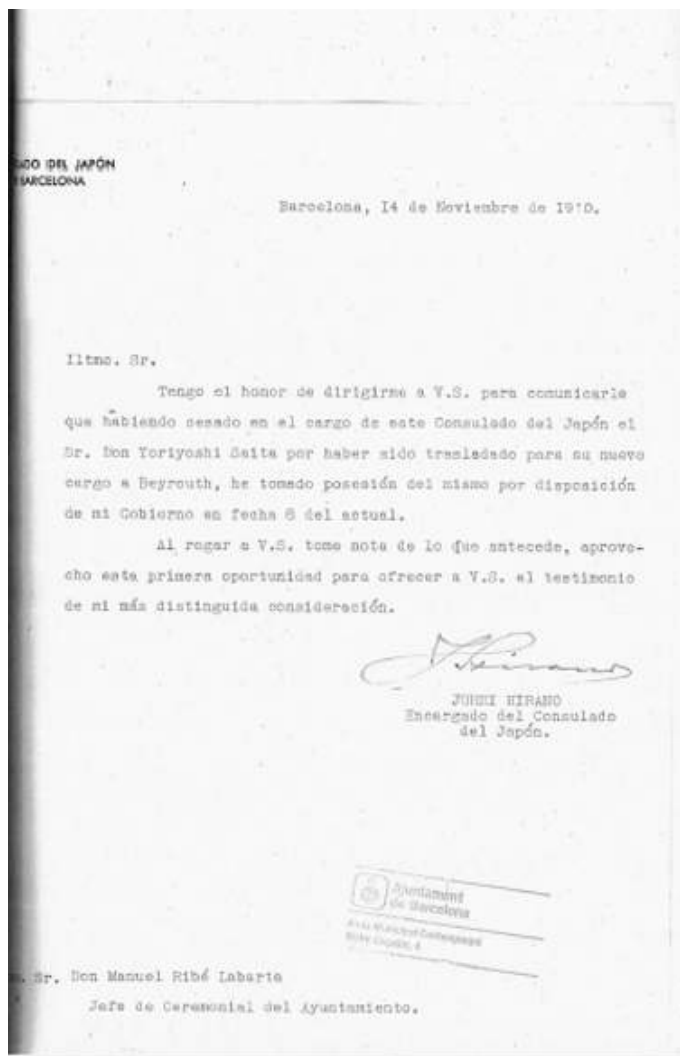 DEL JAPÓN
BARCELONA
Barcelona, 14 de Noviembre de
Iltmo. Sr.
Tengo el honor de dirigirme a V.S. para comunicarle
que habiendo cesado en el cargo de este Consulado del Japón el
Sr. Don Yoriyoshi Saita por haber sido trasladado para su nuevo
cargo a Beyrouth, he tomado posesión del mismo por disposición
de mi Gobierno en fecha 6 del actual.
Al rogar a V.S. tome nota de lo que antecede, aprove-
cho esta primera oportunidad para ofrecer a V.S. el testimonio
de mi más distinguida consideración.
HIRANO
Encargado del Consulado
del Japón.
Ajuntament
de Barcelona
Sr. Don Manuel Ribé Labarta
Jefe de Ceremonial del Ayuntamiento.